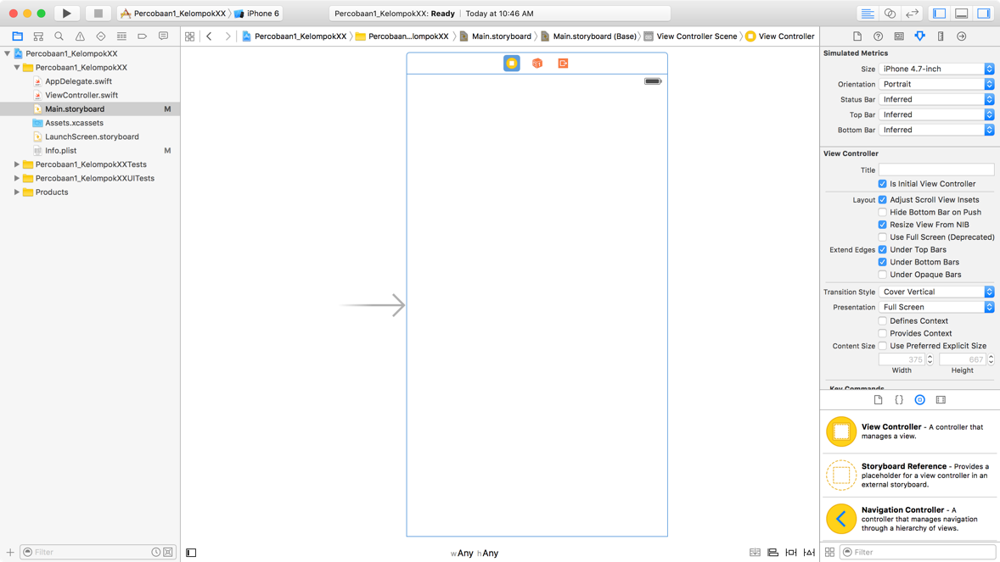 Percobaan1_KelompokXX 〉 iPhone 6
Percobaan1_KelompokXX: Ready | Today at 10:46 AM
Percobaan1_KelompokXX
Percobaan1_KelompokXX
AppDelegate.swift
ViewController.swift
Main.storyboard M
Assets.xcassets
LaunchScreen.storyboard
Info.plist M
Percobaan1_KelompokXXTests
Percobaan1_KelompokXXUITests
Products
Filter
Percobaan1_KelompokXX 〉 Percobaan...lompokXX 〉 Main.storyboard 〉 Main.storyboard (Base) 〉 View Controller Scene 〉 View Controller
wAny hAny
Simulated Metrics
Size iPhone 4.7-inch
Orientation Portrait
Status Bar Inferred
Top Bar Inferred
Bottom Bar Inferred
View Controller
Title
Is Initial View Controller
Layout Adjust Scroll View Insets
Hide Bottom Bar on Push
Resize View From NIB
Use Full Screen (Deprecated)
Extend Edges Under Top Bars
Under Bottom Bars
Under Opaque Bars
Transition Style Cover Vertical
Presentation Full Screen
Defines Context
Provides Context
Content Size Use Preferred Explicit Size
375 667
Width Height
Key Commands
View Controller - A controller that
manages a view.
Storyboard Reference - Provides a
placeholder for a view controller in an
external storyboard.
Navigation Controller - A
controller that manages navigation
through a hierarchy of views.
Filter